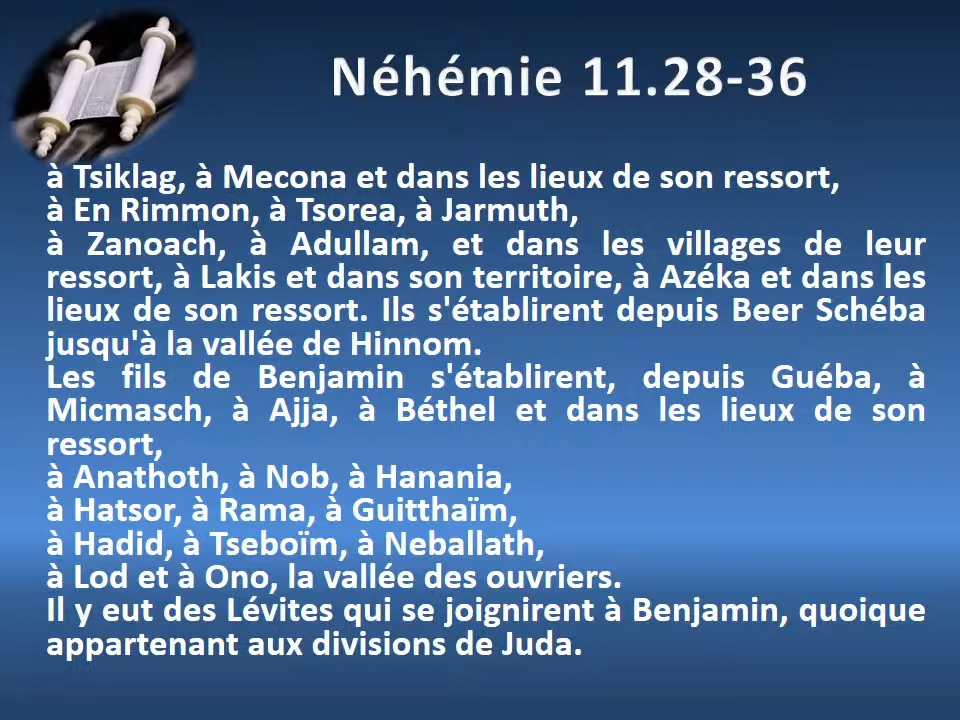 Néhémie 11.28-36
à Tsiklag, à Mecona et dans les lieux de son ressort,
à En Rimmon, à Tsorea, à Jarmuth,
à Zanoach, à Adullam, et dans les villages de leur
ressort, à Lakis et dans son territoire, à Azéka et dans les
lieux de son ressort. Ils s'établirent depuis Beer Schéba
jusqu'à la vallée de Hinnom.
Les fils de Benjamin s'établirent, depuis Guéba, à
Micmasch, à Ajja, à Béthel et dans les lieux de son
ressort,
à Anathoth, à Nob, à Hanania,
à Hatsor, à Rama, à Guitthaïm,
à Hadid, à Tseboïm, à Neballath,
à Lod et à Ono, la vallée des ouvriers.
Il y eut des Lévites qui se joignirent à Benjamin, quoique
appartenant aux divisions de Juda.